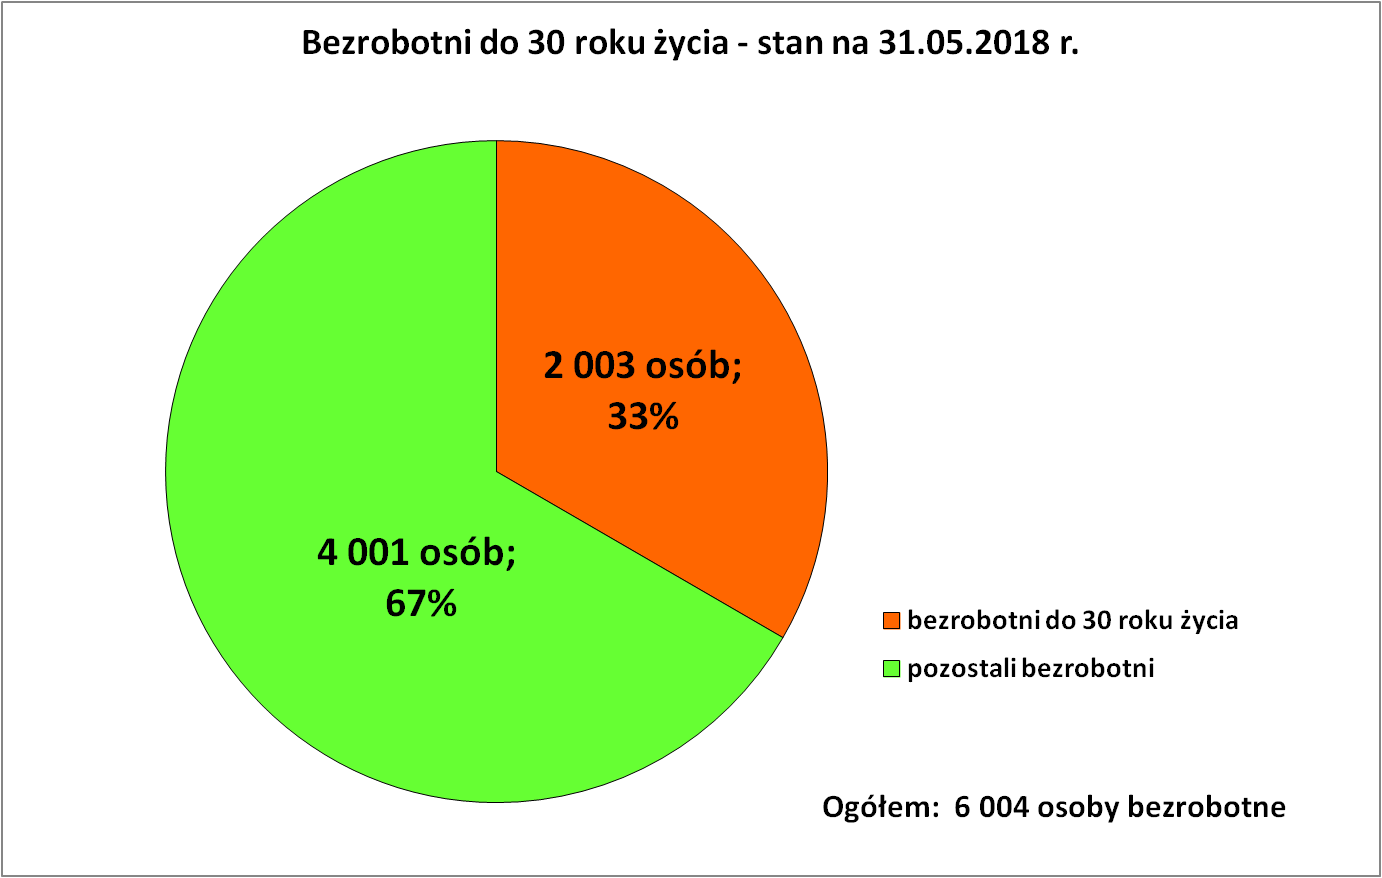 Bezrobotni do 30 roku życia - stan na 31.05.2018 r.
2 003 osób;
33%
4 001 osób;
67%
bezrobotni do 30 roku życia
pozostali bezrobotni
Ogółem: 6 004 osoby bezrobotne